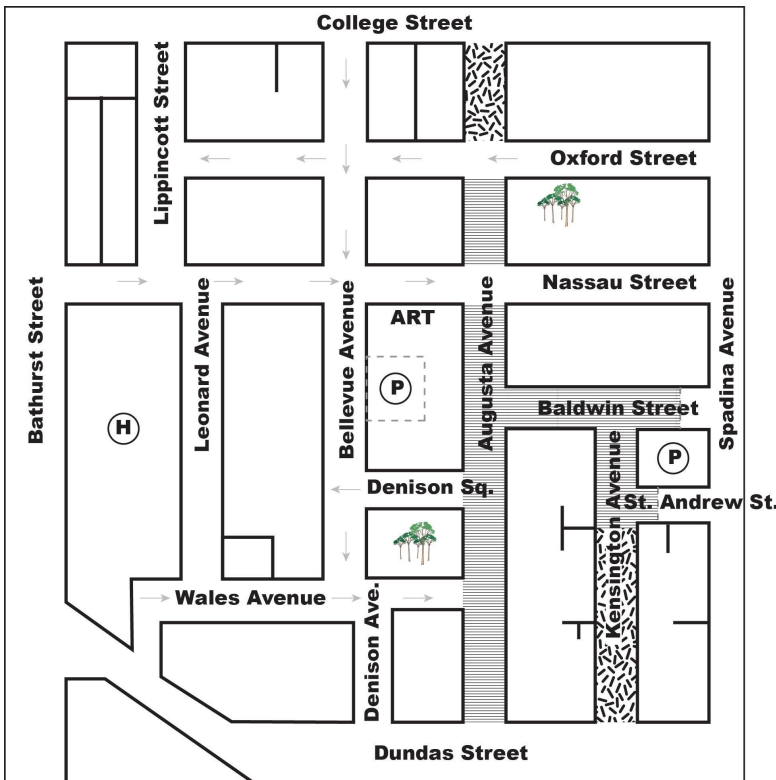 College Street
Lippincott Street
Oxford Street
Nassau Street
Bathurst Street
Leonard Avenue
Bellevue Avenue
ART
Augusta Avenue
Spadina Avenue
P
Baldwin Street
H
P
Kensington Avenue
Denison Sq.
St. Andrew St.
Wales Avenue
Denison Ave.
Dundas Street